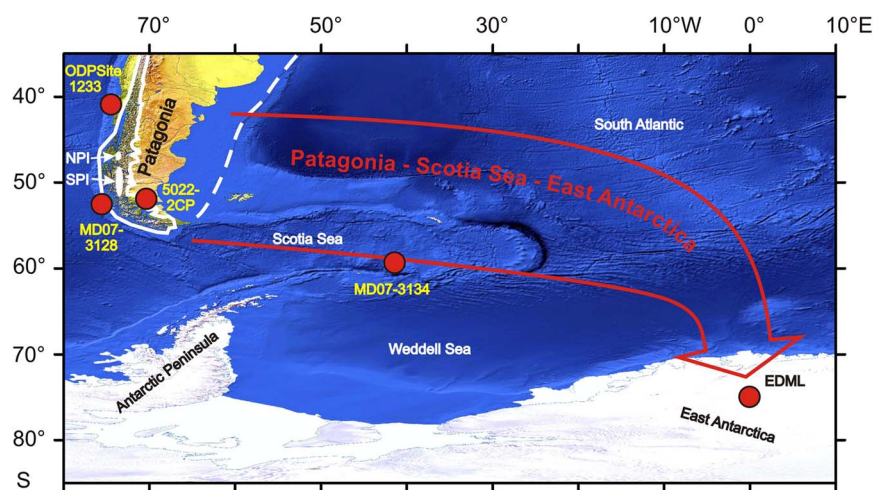 70°
50°
30°
10°W
0°
10°E
40°
50°
60°
70°
80°
S
ODPSite
1233
Patagonia
NPI
SPI
5022-
2CP
MD07-
3128
South Atlantic
Patagonia - Scotia Sea - East Antarctica
Scotia Sea
MD07-3134
Weddell Sea
Antarctic Peninsula
EDML
East Antarctica